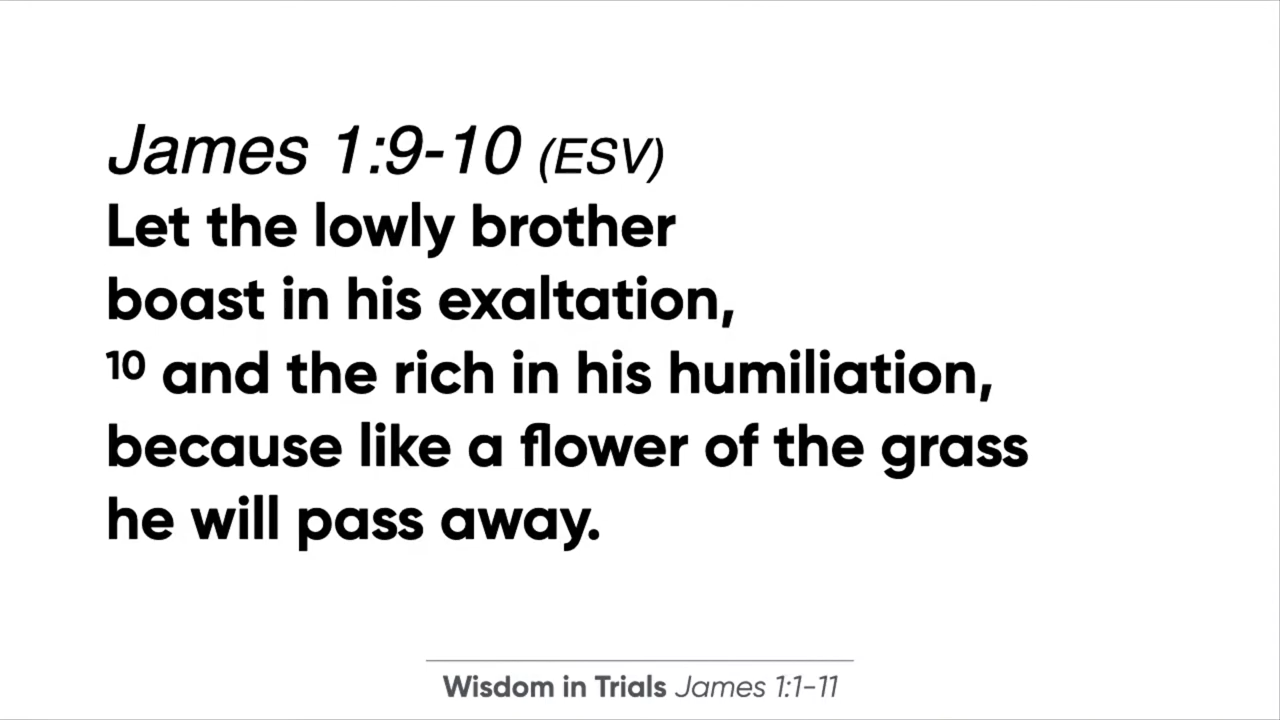 James 1:9-10 (ESV)
Let the lowly brother
boast in his exaltation,
¹⁰ and the rich in his humiliation,
because like a flower of the grass
he will pass away.
Wisdom in Trials James 1:1-11